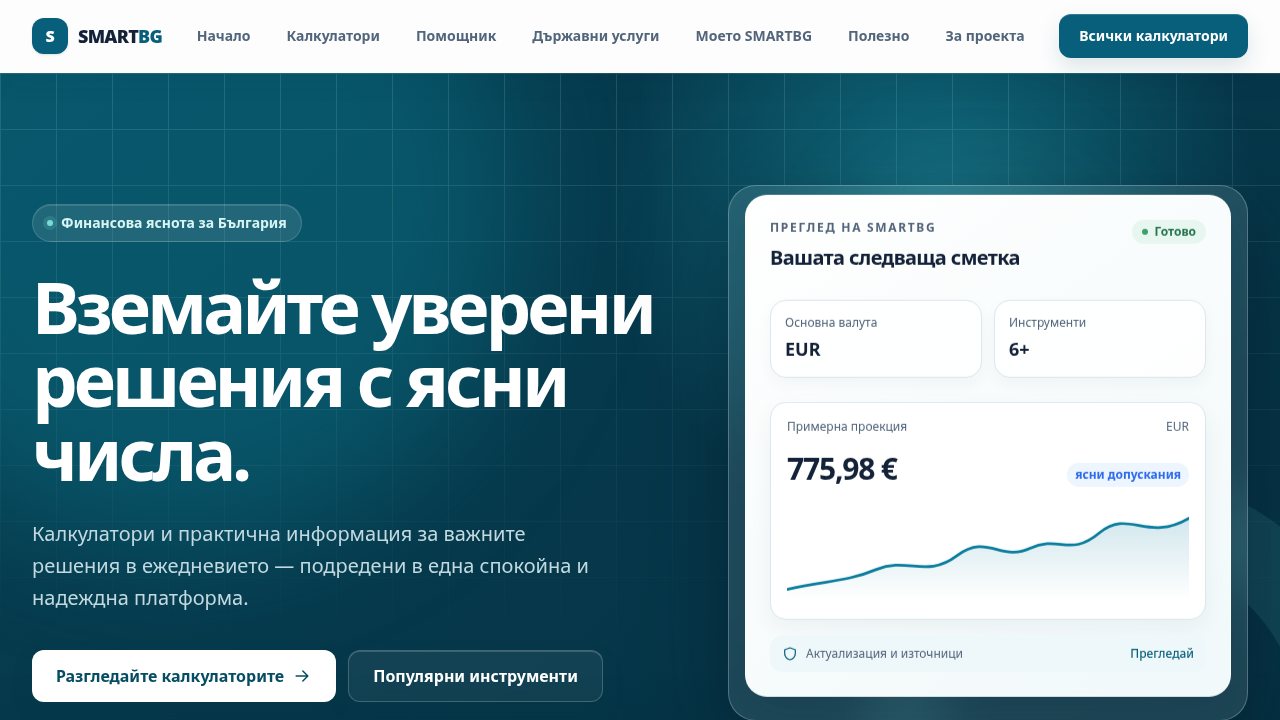 S SMARTBG Начало Калкулатори Помощник Държавни услуги Моето SMARTBG Полезно За проекта Всички калкулатори
Финансова яснота за България
Вземайте уверени
решения с ясни
числа.
Калкулатори и практична информация за важните
решения в ежедневието — подредени в една спокойна и
надеждна платформа.
Разгледайте калкулаторите → Популярни инструменти
ПРЕГЛЕД НА SMARTBG
Готово
Вашата следваща сметка
Основна валута
EUR
Инструменти
6+
Примерна проекция EUR
775,98 €
ясни допускания
Актуализация и източници Прегледай